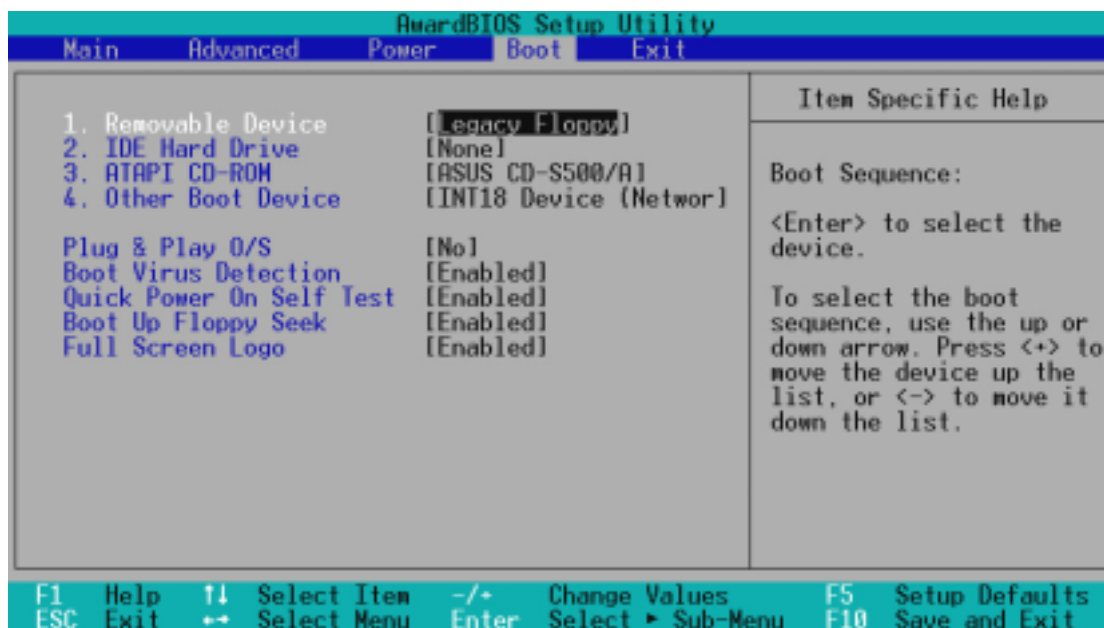 AwardBIOS Setup Utility
Main Advanced Power Boot Exit
1. Removable Device [Legacy Floppy]
2. IDE Hard Drive [None]
3. ATAPI CD-ROM [ASUS CD-S500/A]
4. Other Boot Device [INT18 Device (Networ]
Plug & Play O/S [No]
Boot Virus Detection [Enabled]
Quick Power On Self Test [Enabled]
Boot Up Floppy Seek [Enabled]
Full Screen Logo [Enabled]
Item Specific Help
Boot Sequence:
<Enter> to select the
device.
To select the boot
sequence, use the up or
down arrow. Press <+> to
move the device up the
list, or <-> to move it
down the list.
F1 Help ↑↓ Select Item -/+ Change Values F5 Setup Defaults
ESC Exit ←→ Select Menu Enter Select ► Sub-Menu F10 Save and Exit